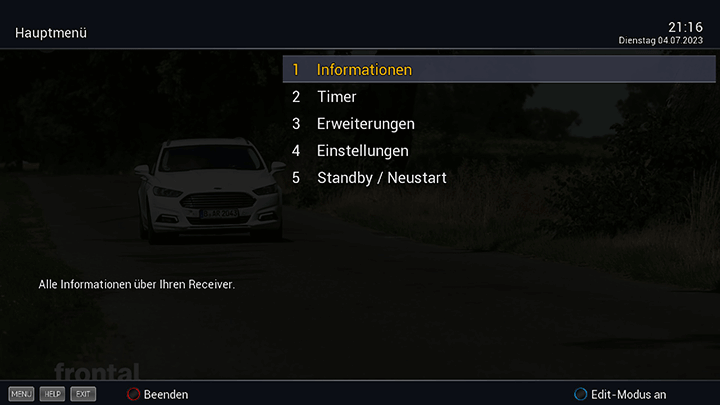 Hauptmenü
21:16
Dienstag 04.07.2023
1 Informationen
2 Timer
3 Erweiterungen
4 Einstellungen
5 Standby / Neustart
Alle Informationen über Ihren Receiver.
frontal
MENU HELP EXIT Beenden Edit-Modus an